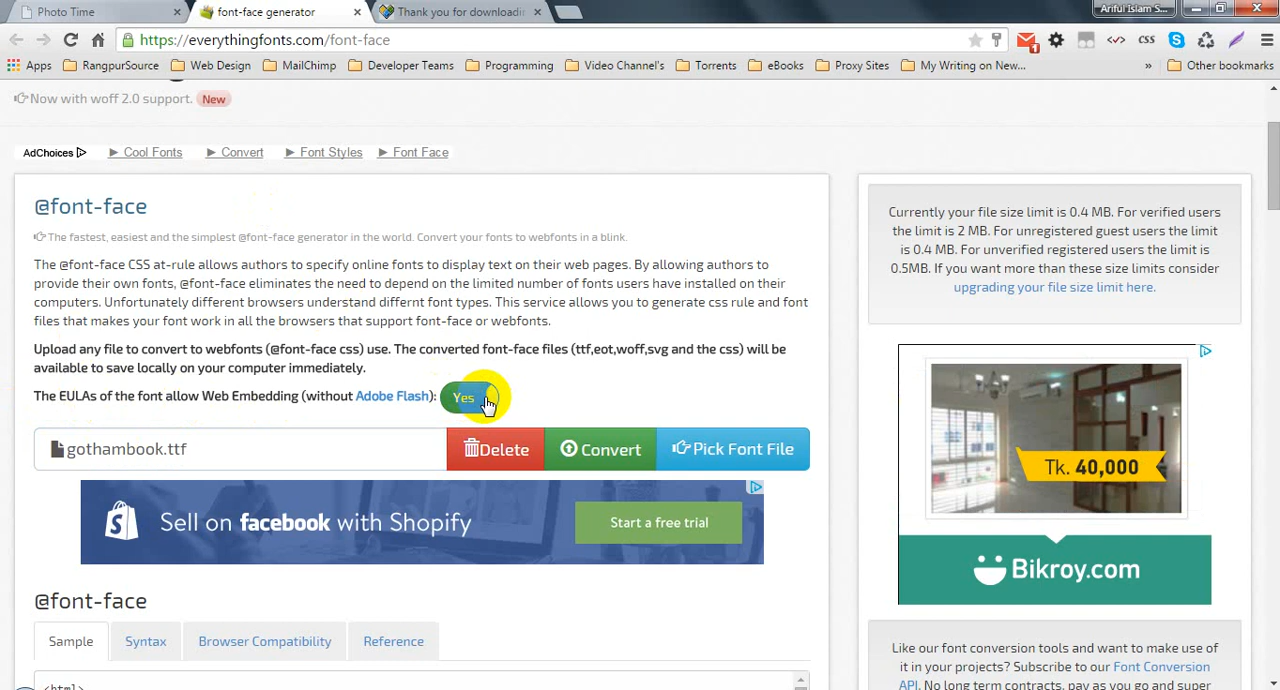 Photo Time
font-face generator
Thank you for downloadi
Ariful Islam S...
https://everythingfonts.com/font-face
1
CSS
Apps
RangpurSource
Web Design
MailChimp
Developer Teams
Programming
Video Channel's
Torrents
eBooks
Proxy Sites
My Writing on New...
»
Other bookmarks
Now with woff 2.0 support. New
AdChoices
► Cool Fonts
► Convert
► Font Styles
► Font Face
@font-face
The fastest, easiest and the simplest @font-face generator in the world. Convert your fonts to webfonts in a blink.
The @font-face CSS at-rule allows authors to specify online fonts to display text on their web pages. By allowing authors to
provide their own fonts, @font-face eliminates the need to depend on the limited number of fonts users have installed on their
computers. Unfortunately different browsers understand differnt font types. This service allows you to generate css rule and font
files that makes your font work in all the browsers that support font-face or webfonts.
Upload any file to convert to webfonts (@font-face css) use. The converted font-face files (ttf,eot,woff,svg and the css) will be
available to save locally on your computer immediately.
The EULAs of the font allow Web Embedding (without Adobe Flash): Yes
gothambook.ttf
Delete
Convert
Pick Font File
Sell on facebook with Shopify
Start a free trial
@font-face
Sample
Syntax
Browser Compatibility
Reference
<html>
Currently your file size limit is 0.4 MB. For verified users
the limit is 2 MB. For unregistered guest users the limit
is 0.4 MB. For unverified registered users the limit is
0.5MB. If you want more than these size limits consider
upgrading your file size limit here.
Tk. 40,000
Bikroy.com
Like our font conversion tools and want to make use of
it in your projects? Subscribe to our Font Conversion
API. No long term contracts, pay as you go and super